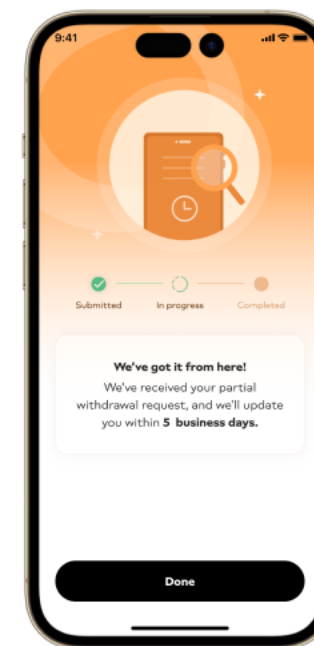 9:41
Submitted
In progress
Completed
We've got it from here!
We've received your partial
withdrawal request, and we'll update
you within 5 business days.
Done